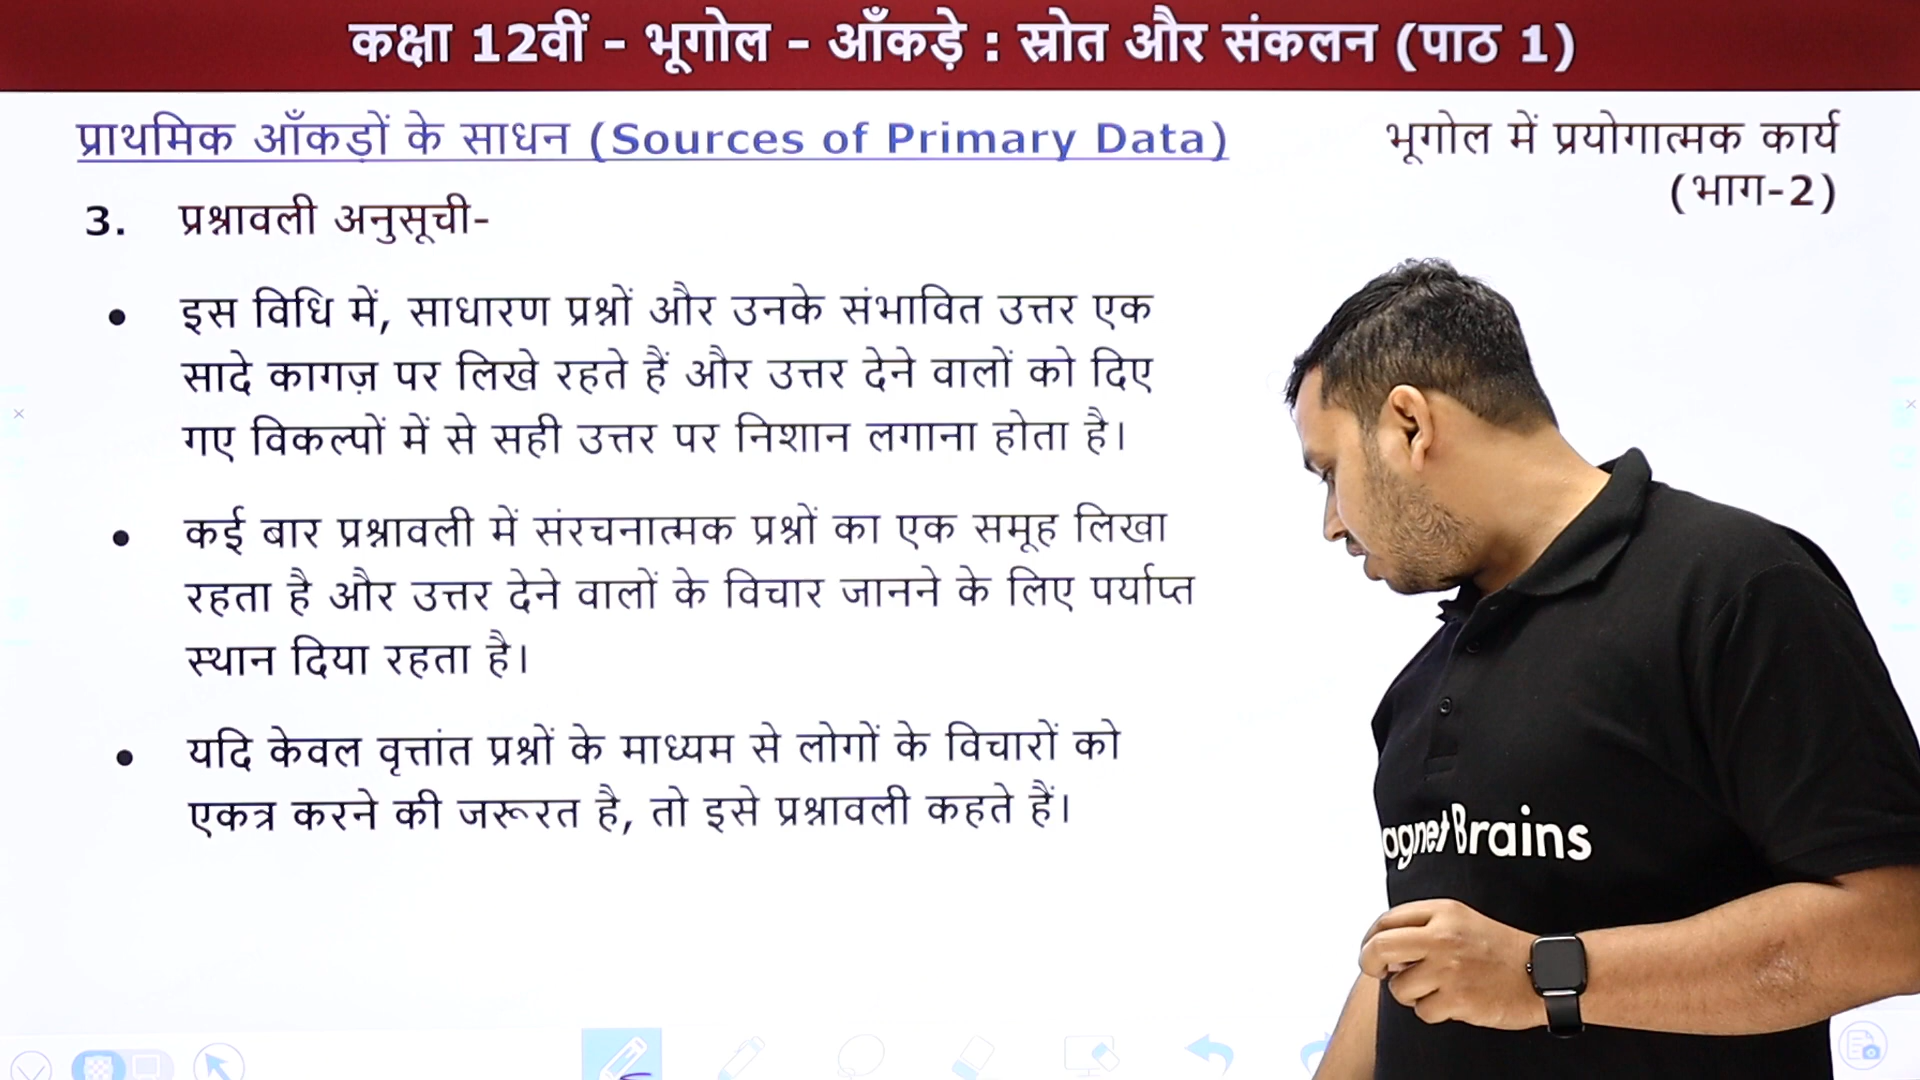 कक्षा 12वीं - भूगोल - आँकड़े : स्रोत और संकलन (पाठ 1)
प्राथमिक आँकड़ों के साधन (Sources of Primary Data)
भूगोल में प्रयोगात्मक कार्य
(भाग-2)
3. प्रश्नावली अनुसूची-
• इस विधि में, साधारण प्रश्नों और उनके संभावित उत्तर एक
सादे कागज़ पर लिखे रहते हैं और उत्तर देने वालों को दिए
गए विकल्पों में से सही उत्तर पर निशान लगाना होता है।
• कई बार प्रश्नावली में संरचनात्मक प्रश्नों का एक समूह लिखा
रहता है और उत्तर देने वालों के विचार जानने के लिए पर्याप्त
स्थान दिया रहता है।
• यदि केवल वृत्तांत प्रश्नों के माध्यम से लोगों के विचारों को
एकत्र करने की जरूरत है, तो इसे प्रश्नावली कहते हैं।
agnet Brains